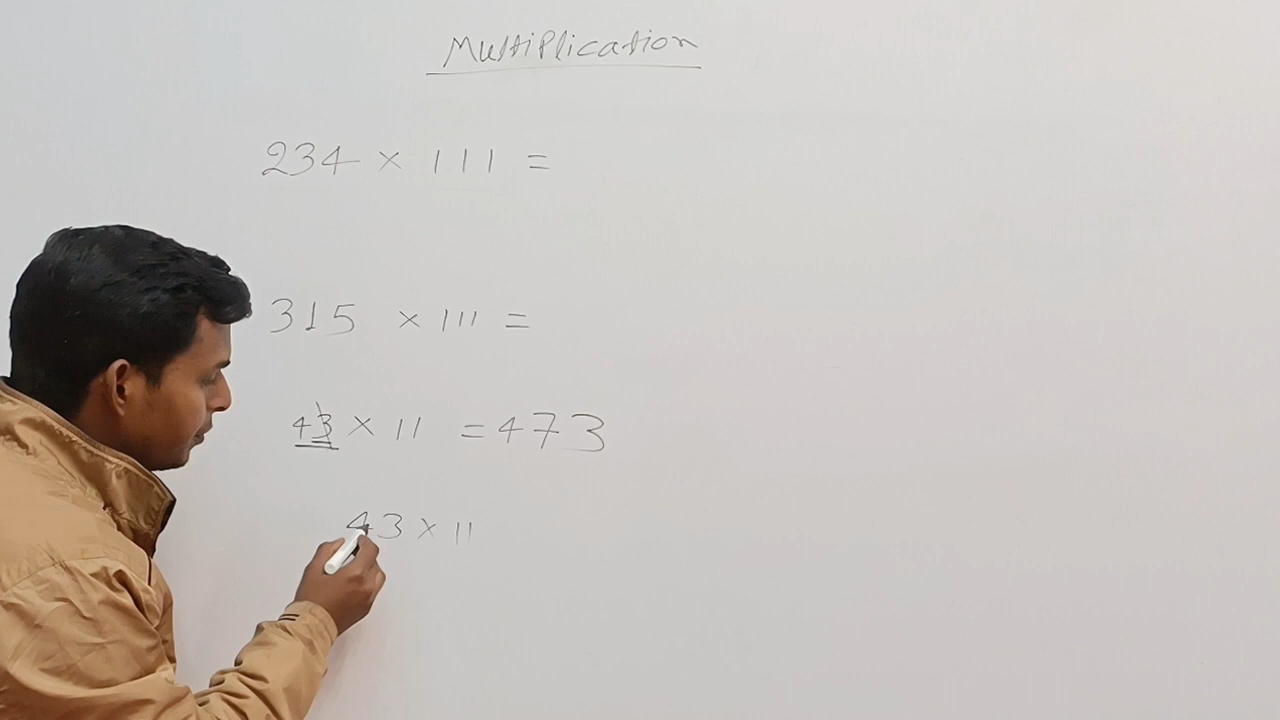 Multiplication
234 × 111 =
315 × 111 =
43 × 11 = 473
43 × 11